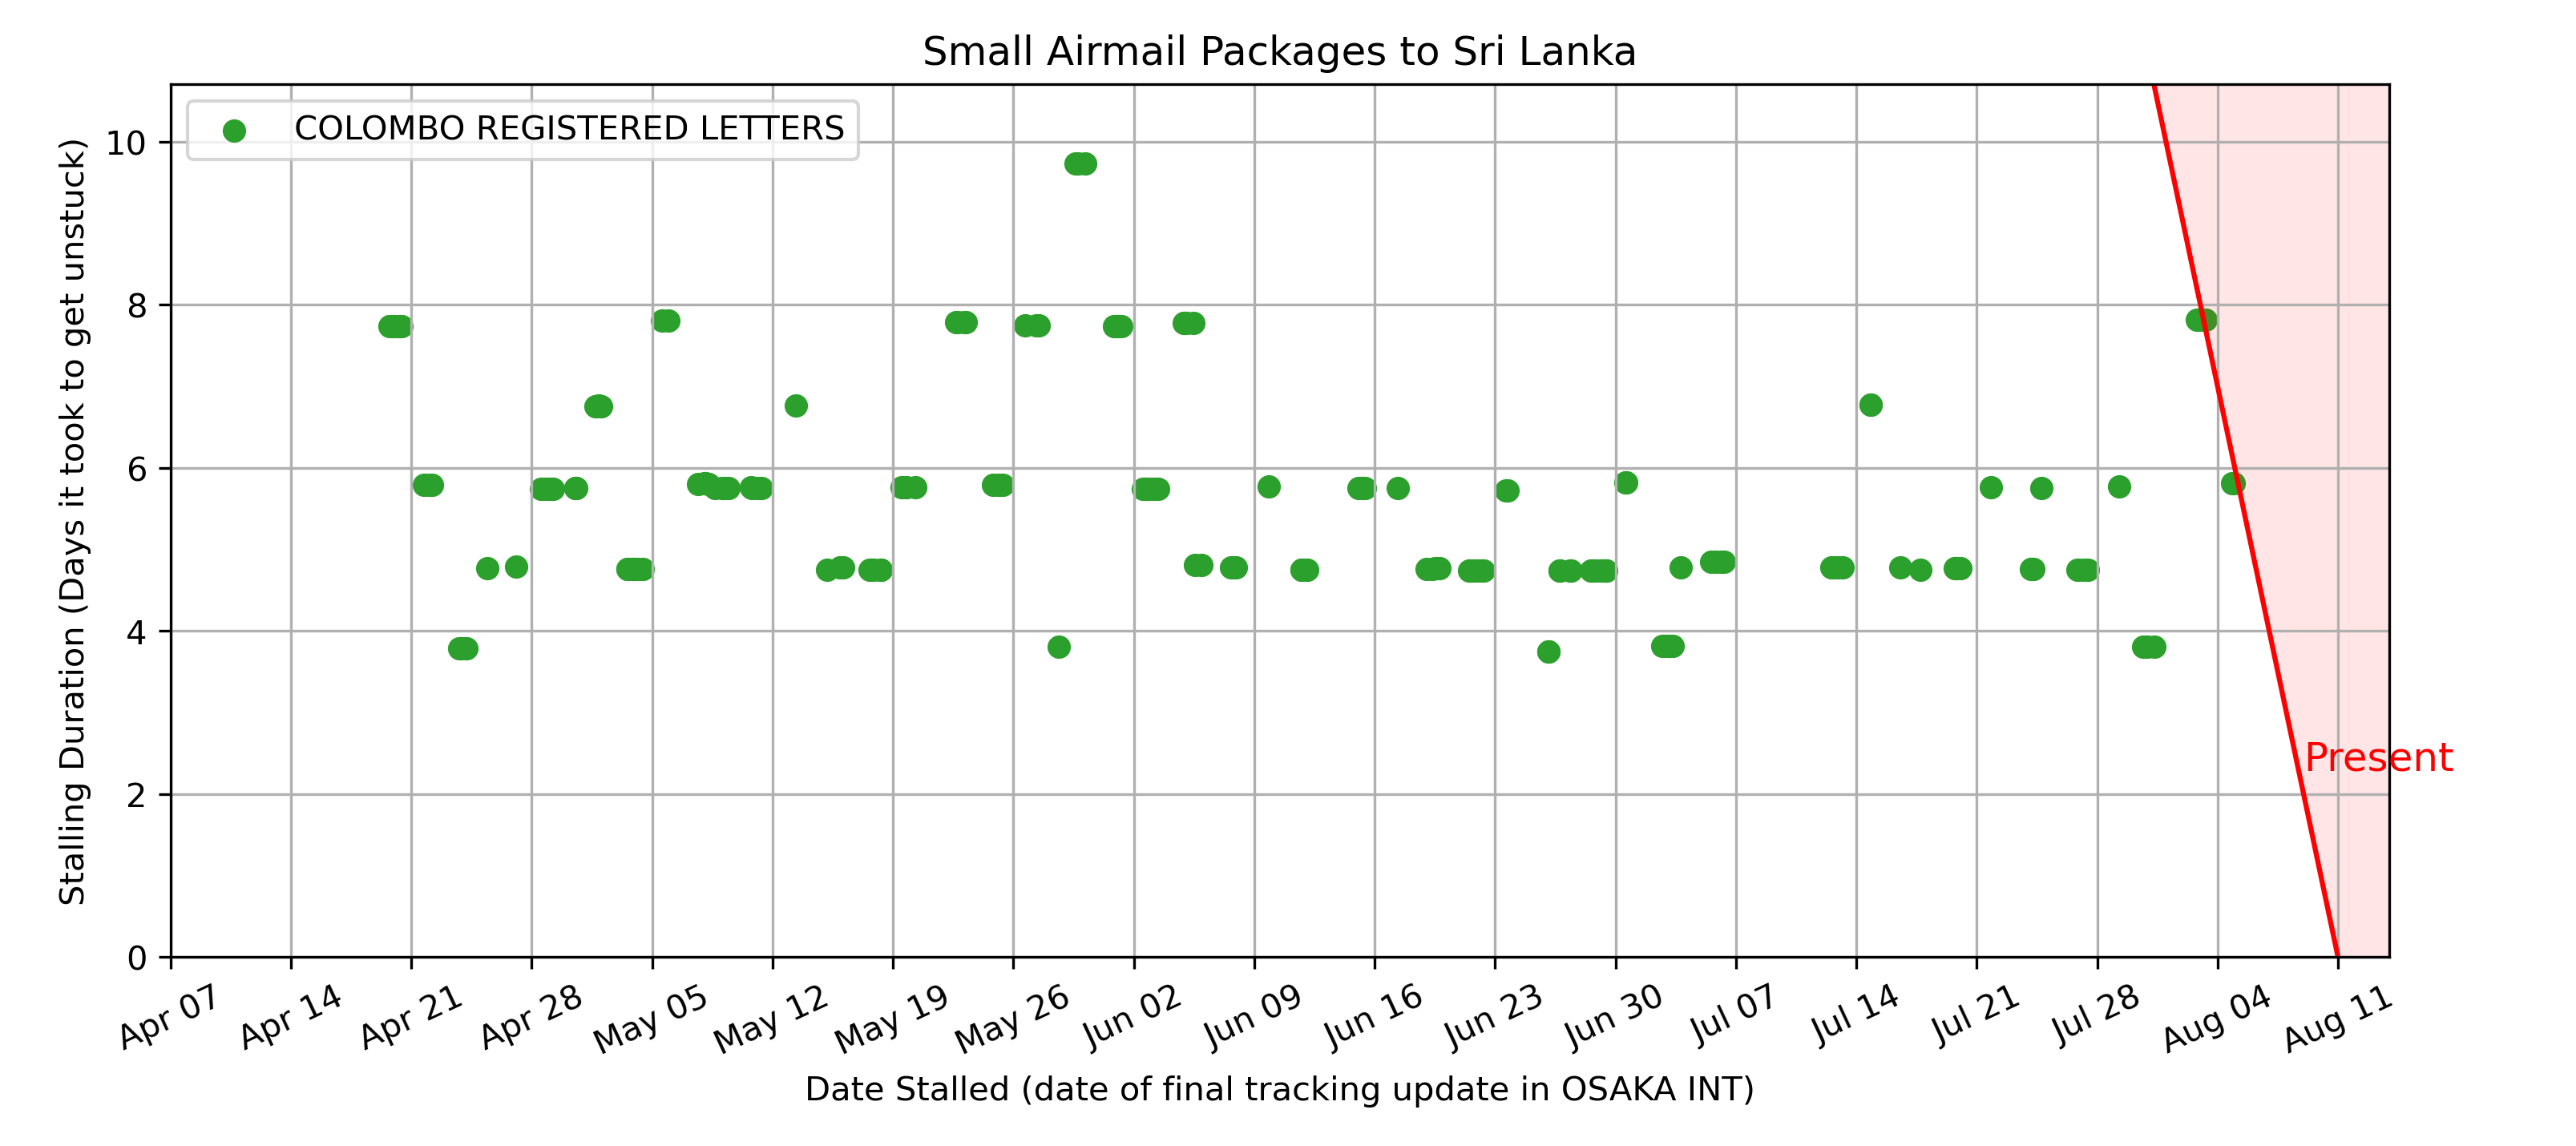 Small Airmail Packages to Sri Lanka
COLOMBO REGISTERED LETTERS
Stalling Duration (Days it took to get unstuck)
10
8
6
4
2
0
Present
Apr 07 Apr 14 Apr 21 Apr 28 May 05 May 12 May 19 May 26 Jun 02 Jun 09 Jun 16 Jun 23 Jun 30 Jul 07 Jul 14 Jul 21 Jul 28 Aug 04 Aug 11
Date Stalled (date of final tracking update in OSAKA INT)